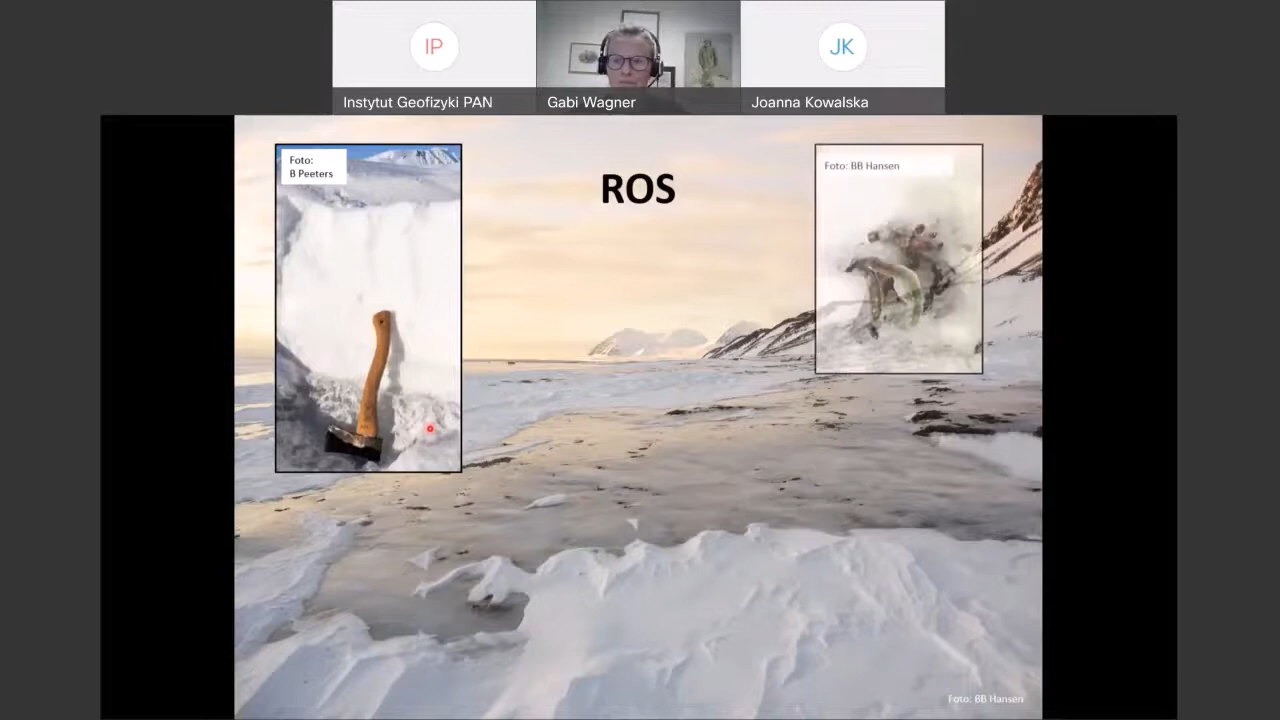 IP
JK
Instytut Geofizyki PAN
Gabi Wagner
Joanna Kowalska
Foto:
B Peeters
ROS
Foto: BB Hansen
Foto: BB Hansen